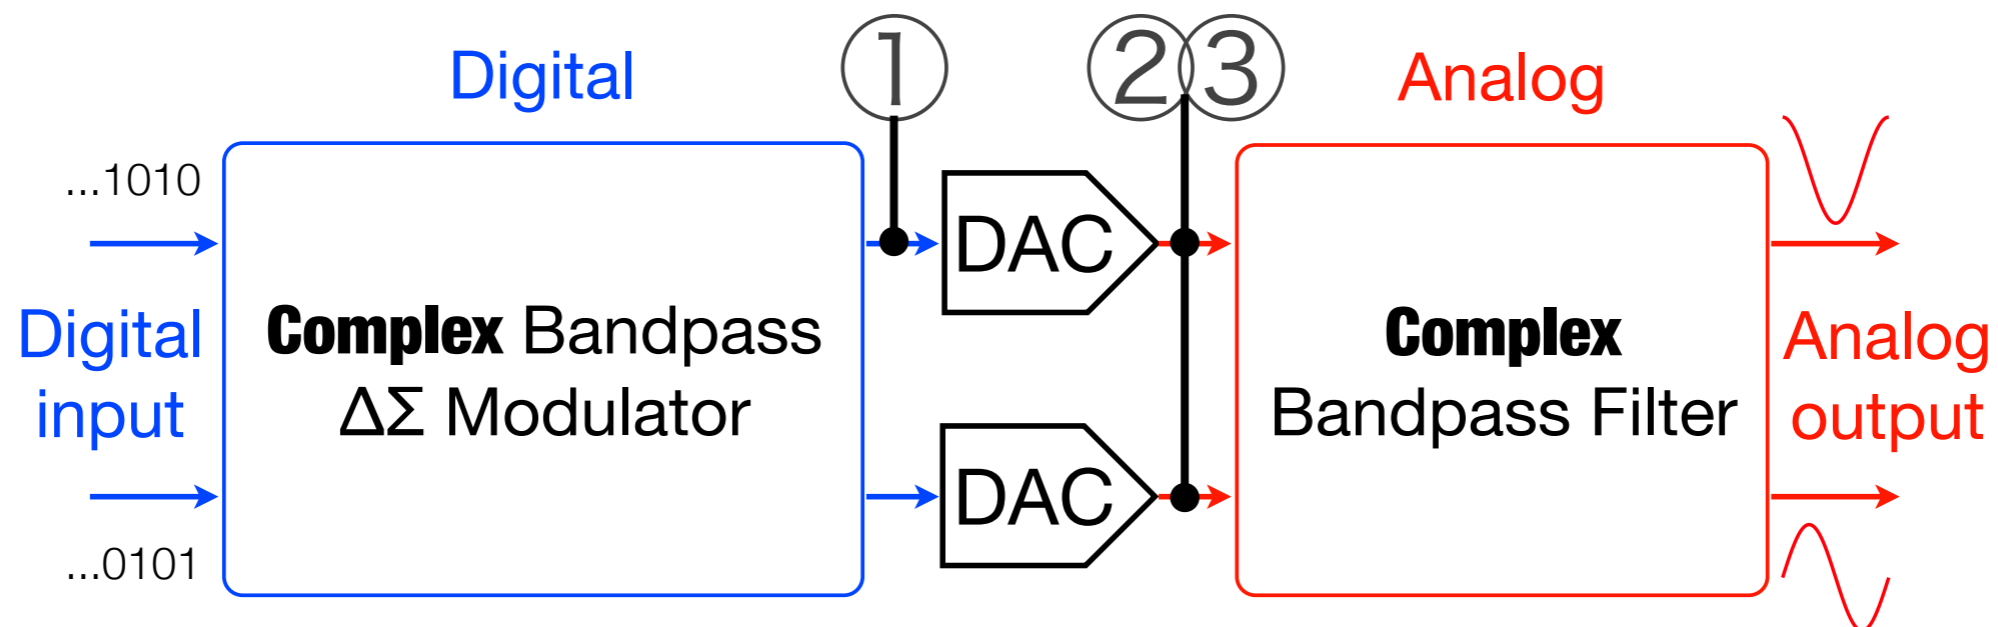 Digital
①
②③
Analog
...1010
DAC
Digital
input
Complex Bandpass
ΔΣ Modulator
Complex
Bandpass Filter
Analog
output
DAC
...0101